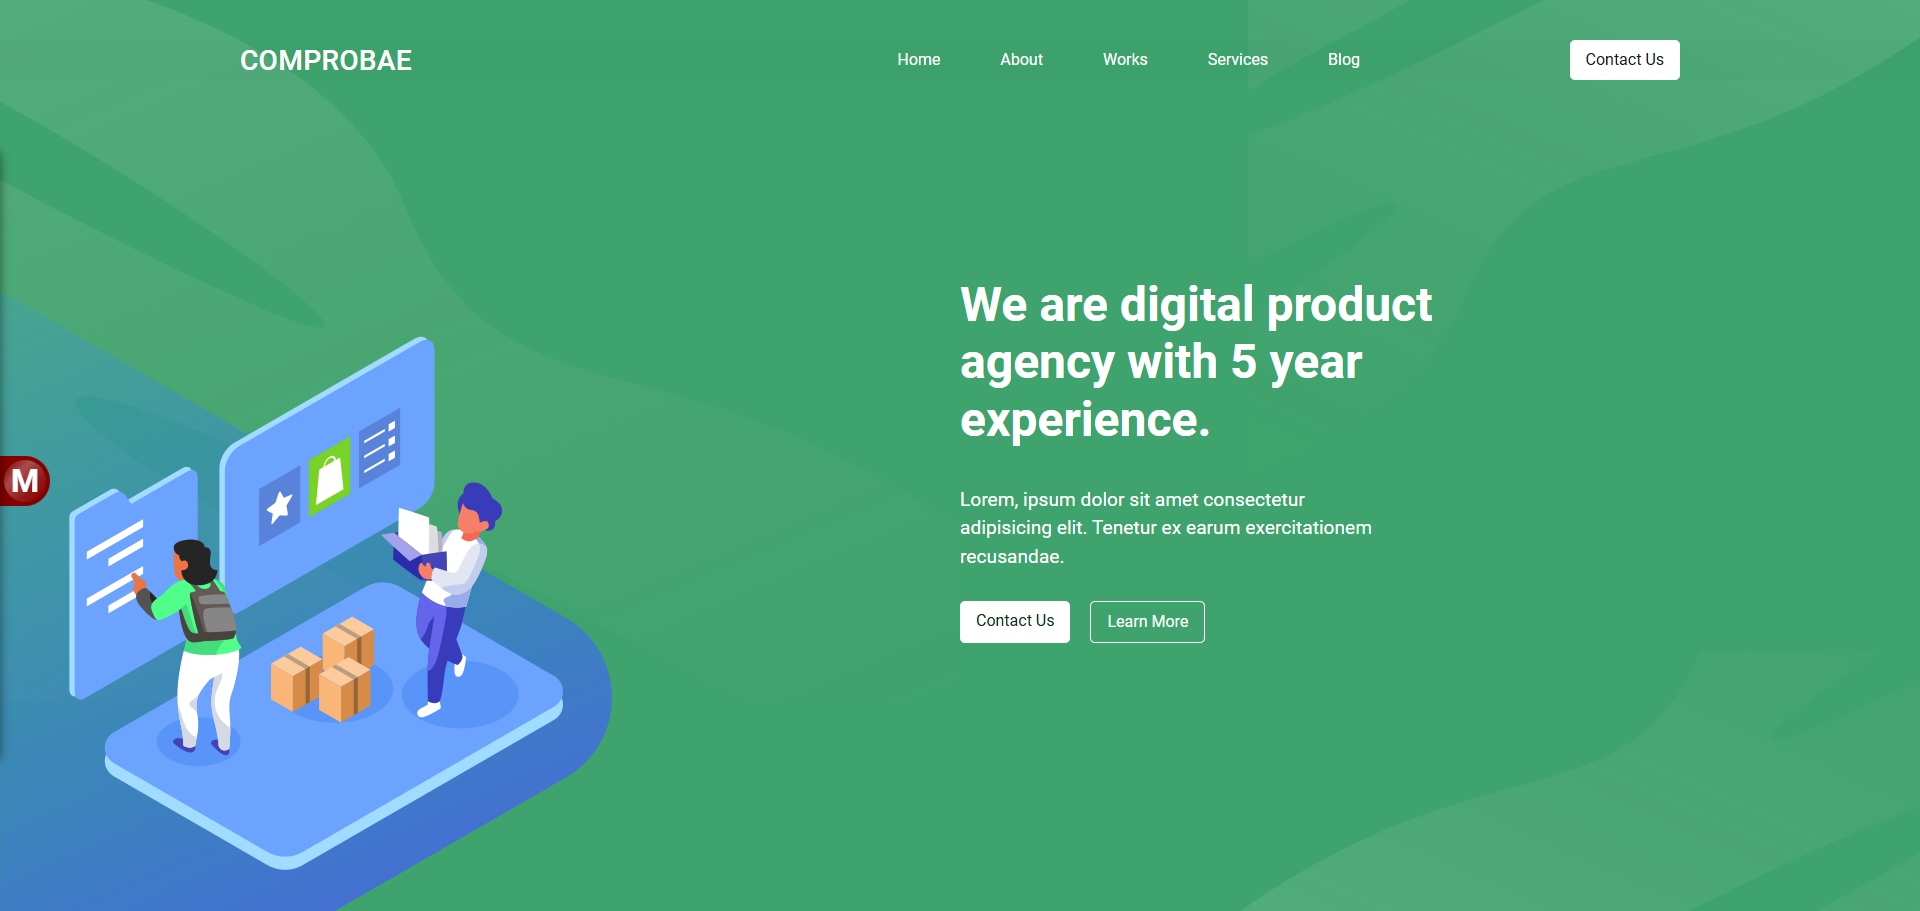 COMPROBAE
Home About Works Services Blog
Contact Us
We are digital product
agency with 5 year
experience.
Lorem, ipsum dolor sit amet consectetur
adipisicing elit. Tenetur ex earum exercitationem
recusandae.
Contact Us
Learn More
M